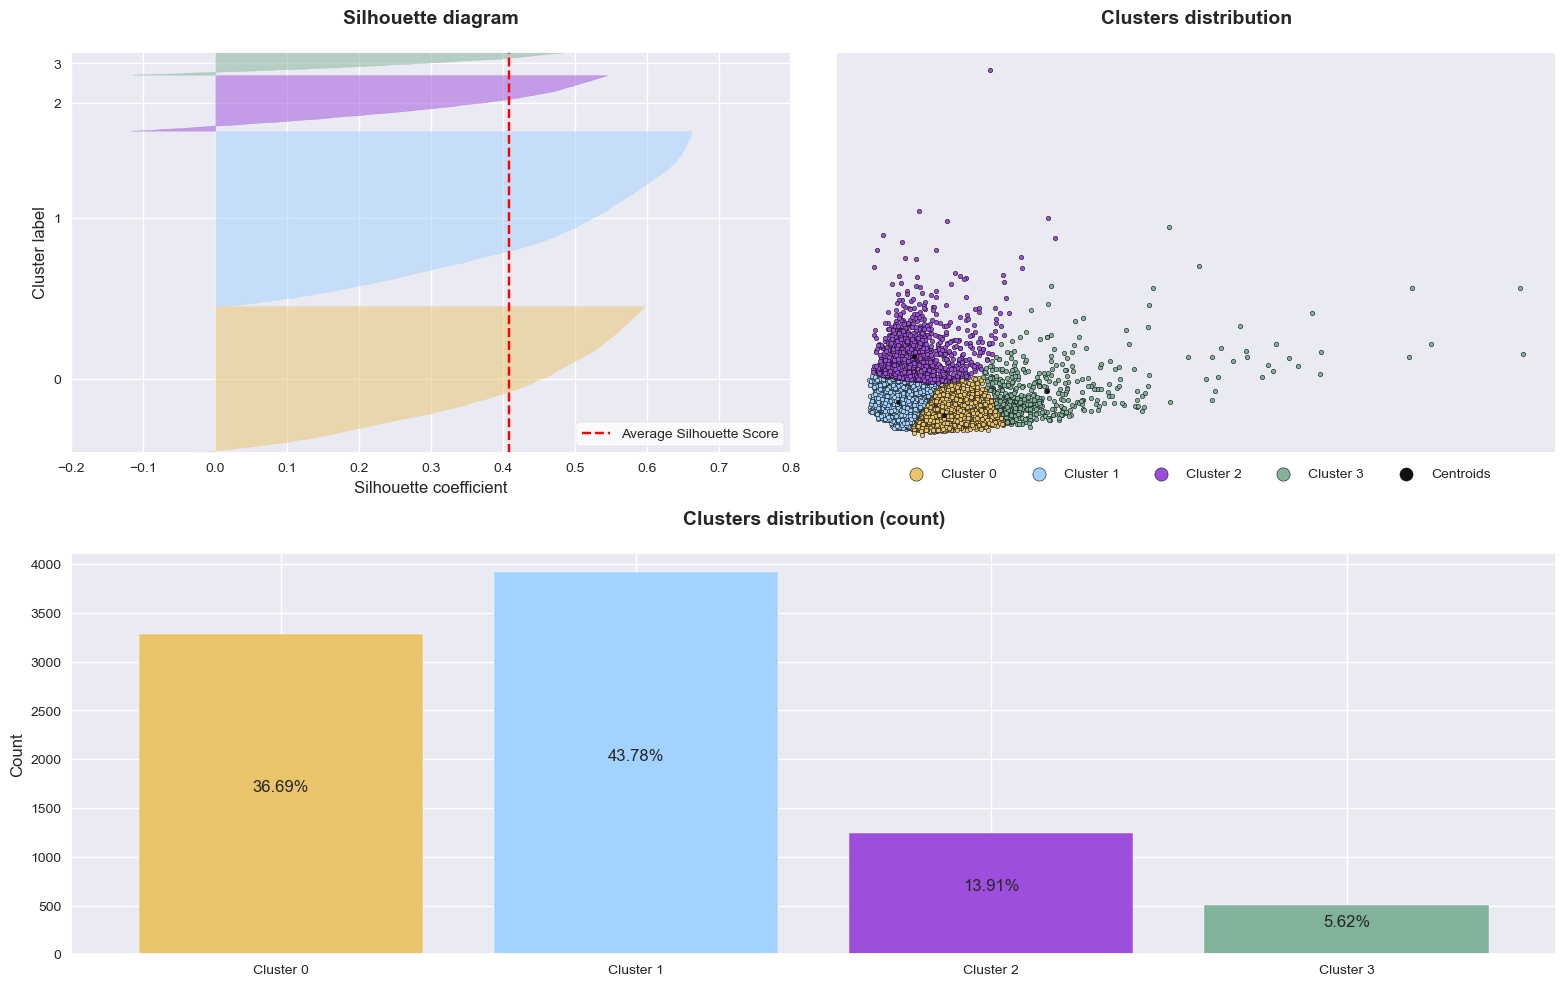 Silhouette diagram
Cluster label
3
2
1
0
−0.2 −0.1 0.0 0.1 0.2 0.3 0.4 0.5 0.6 0.7 0.8
Silhouette coefficient
Average Silhouette Score
Clusters distribution
Cluster 0 Cluster 1 Cluster 2 Cluster 3 Centroids
Clusters distribution (count)
Count
4000
3500
3000
2500
2000
1500
1000
500
0
36.69%
43.78%
13.91%
5.62%
Cluster 0 Cluster 1 Cluster 2 Cluster 3